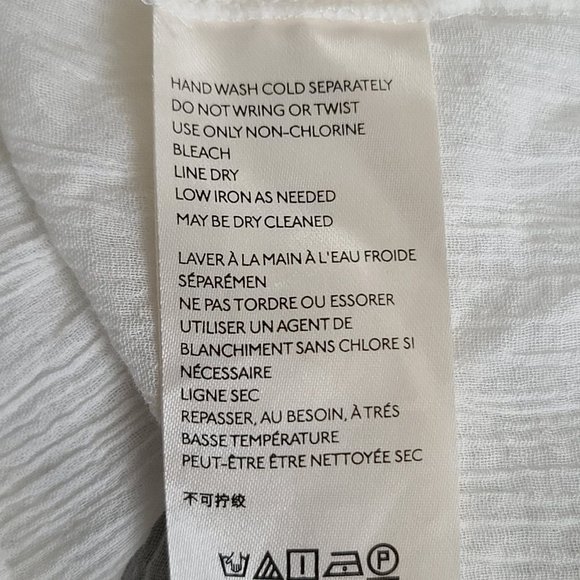 HAND WASH COLD SEPARATELY
DO NOT WRING OR TWIST
USE ONLY NON-CHLORINE
BLEACH
LINE DRY
LOW IRON AS NEEDED
MAY BE DRY CLEANED
LAVER À LA MAIN À L'EAU FROIDE
SÉPARÉMEN
NE PAS TORDRE OU ESSORER
UTILISER UN AGENT DE
BLANCHIMENT SANS CHLORE SI
NÉCESSAIRE
LIGNE SEC
REPASSER, AU BESOIN, À TRÉS
BASSE TEMPÉRATURE
PEUT-ÊTRE ÊTRE NETTOYÉE SEC
不可拧绞
P